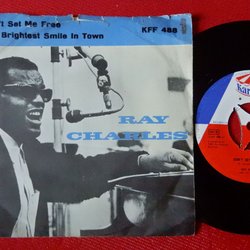 't Set Me Free
KFF 488
Brightest Smile In Town
RAY
CHARLES